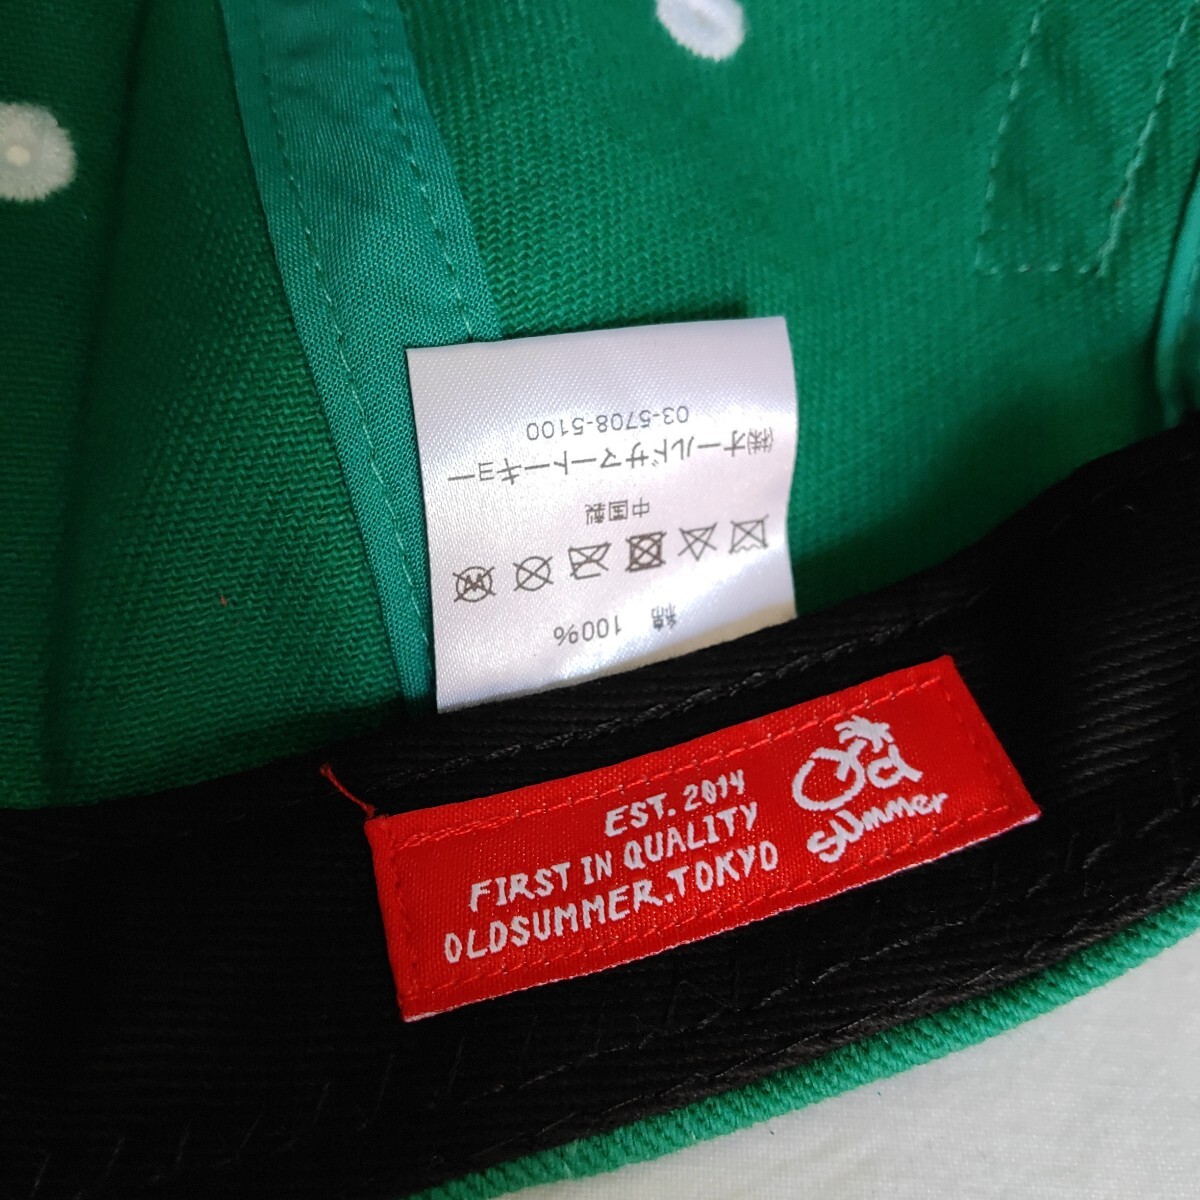 綿 100%
中国製
㈱オールドサマートーキョー
03-5708-5100
EST. 2014
FIRST IN QUALITY
OLDSUMMER.TOKYO
Old
summer